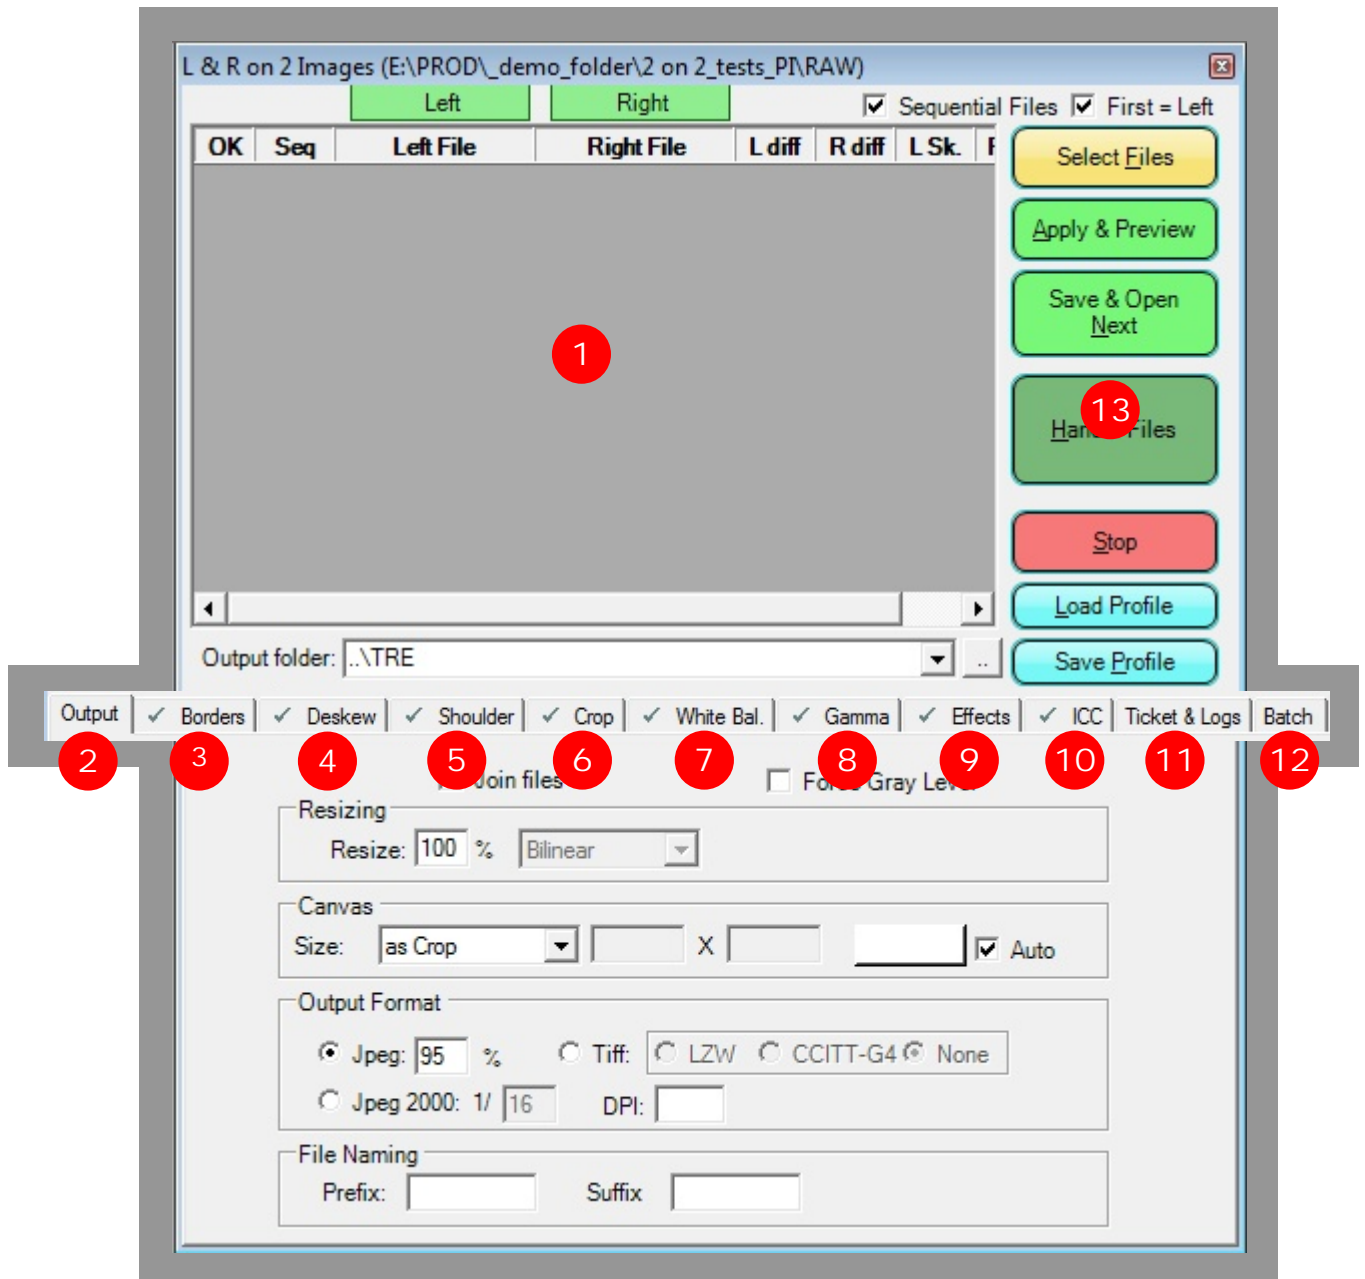 L & R on 2 Images (E:\PROD\_demo_folder\2 on 2_tests_PI\RAW)
Left Right Sequential Files First = Left
OK Seq Left File Right File L diff R diff L Sk.
Select Files
Apply & Preview
Save & Open
Next
1
13
Files
Stop
Load Profile
Output folder: ..\TRE ..
Save Profile
Output Borders Deskew Shoulder Crop White Bal. Gamma Effects ICC Ticket & Logs Batch
2 3 4 5 6 7 8 9 10 11 12
Join files Gray
Resizing
Resize: 100 % Bilinear
Canvas
Size: as Crop X Auto
Output Format
Jpeg: 95 % Tiff: LZW CCITT-G4 None
Jpeg 2000: 1/ 16 DPI:
File Naming
Prefix: Suffix